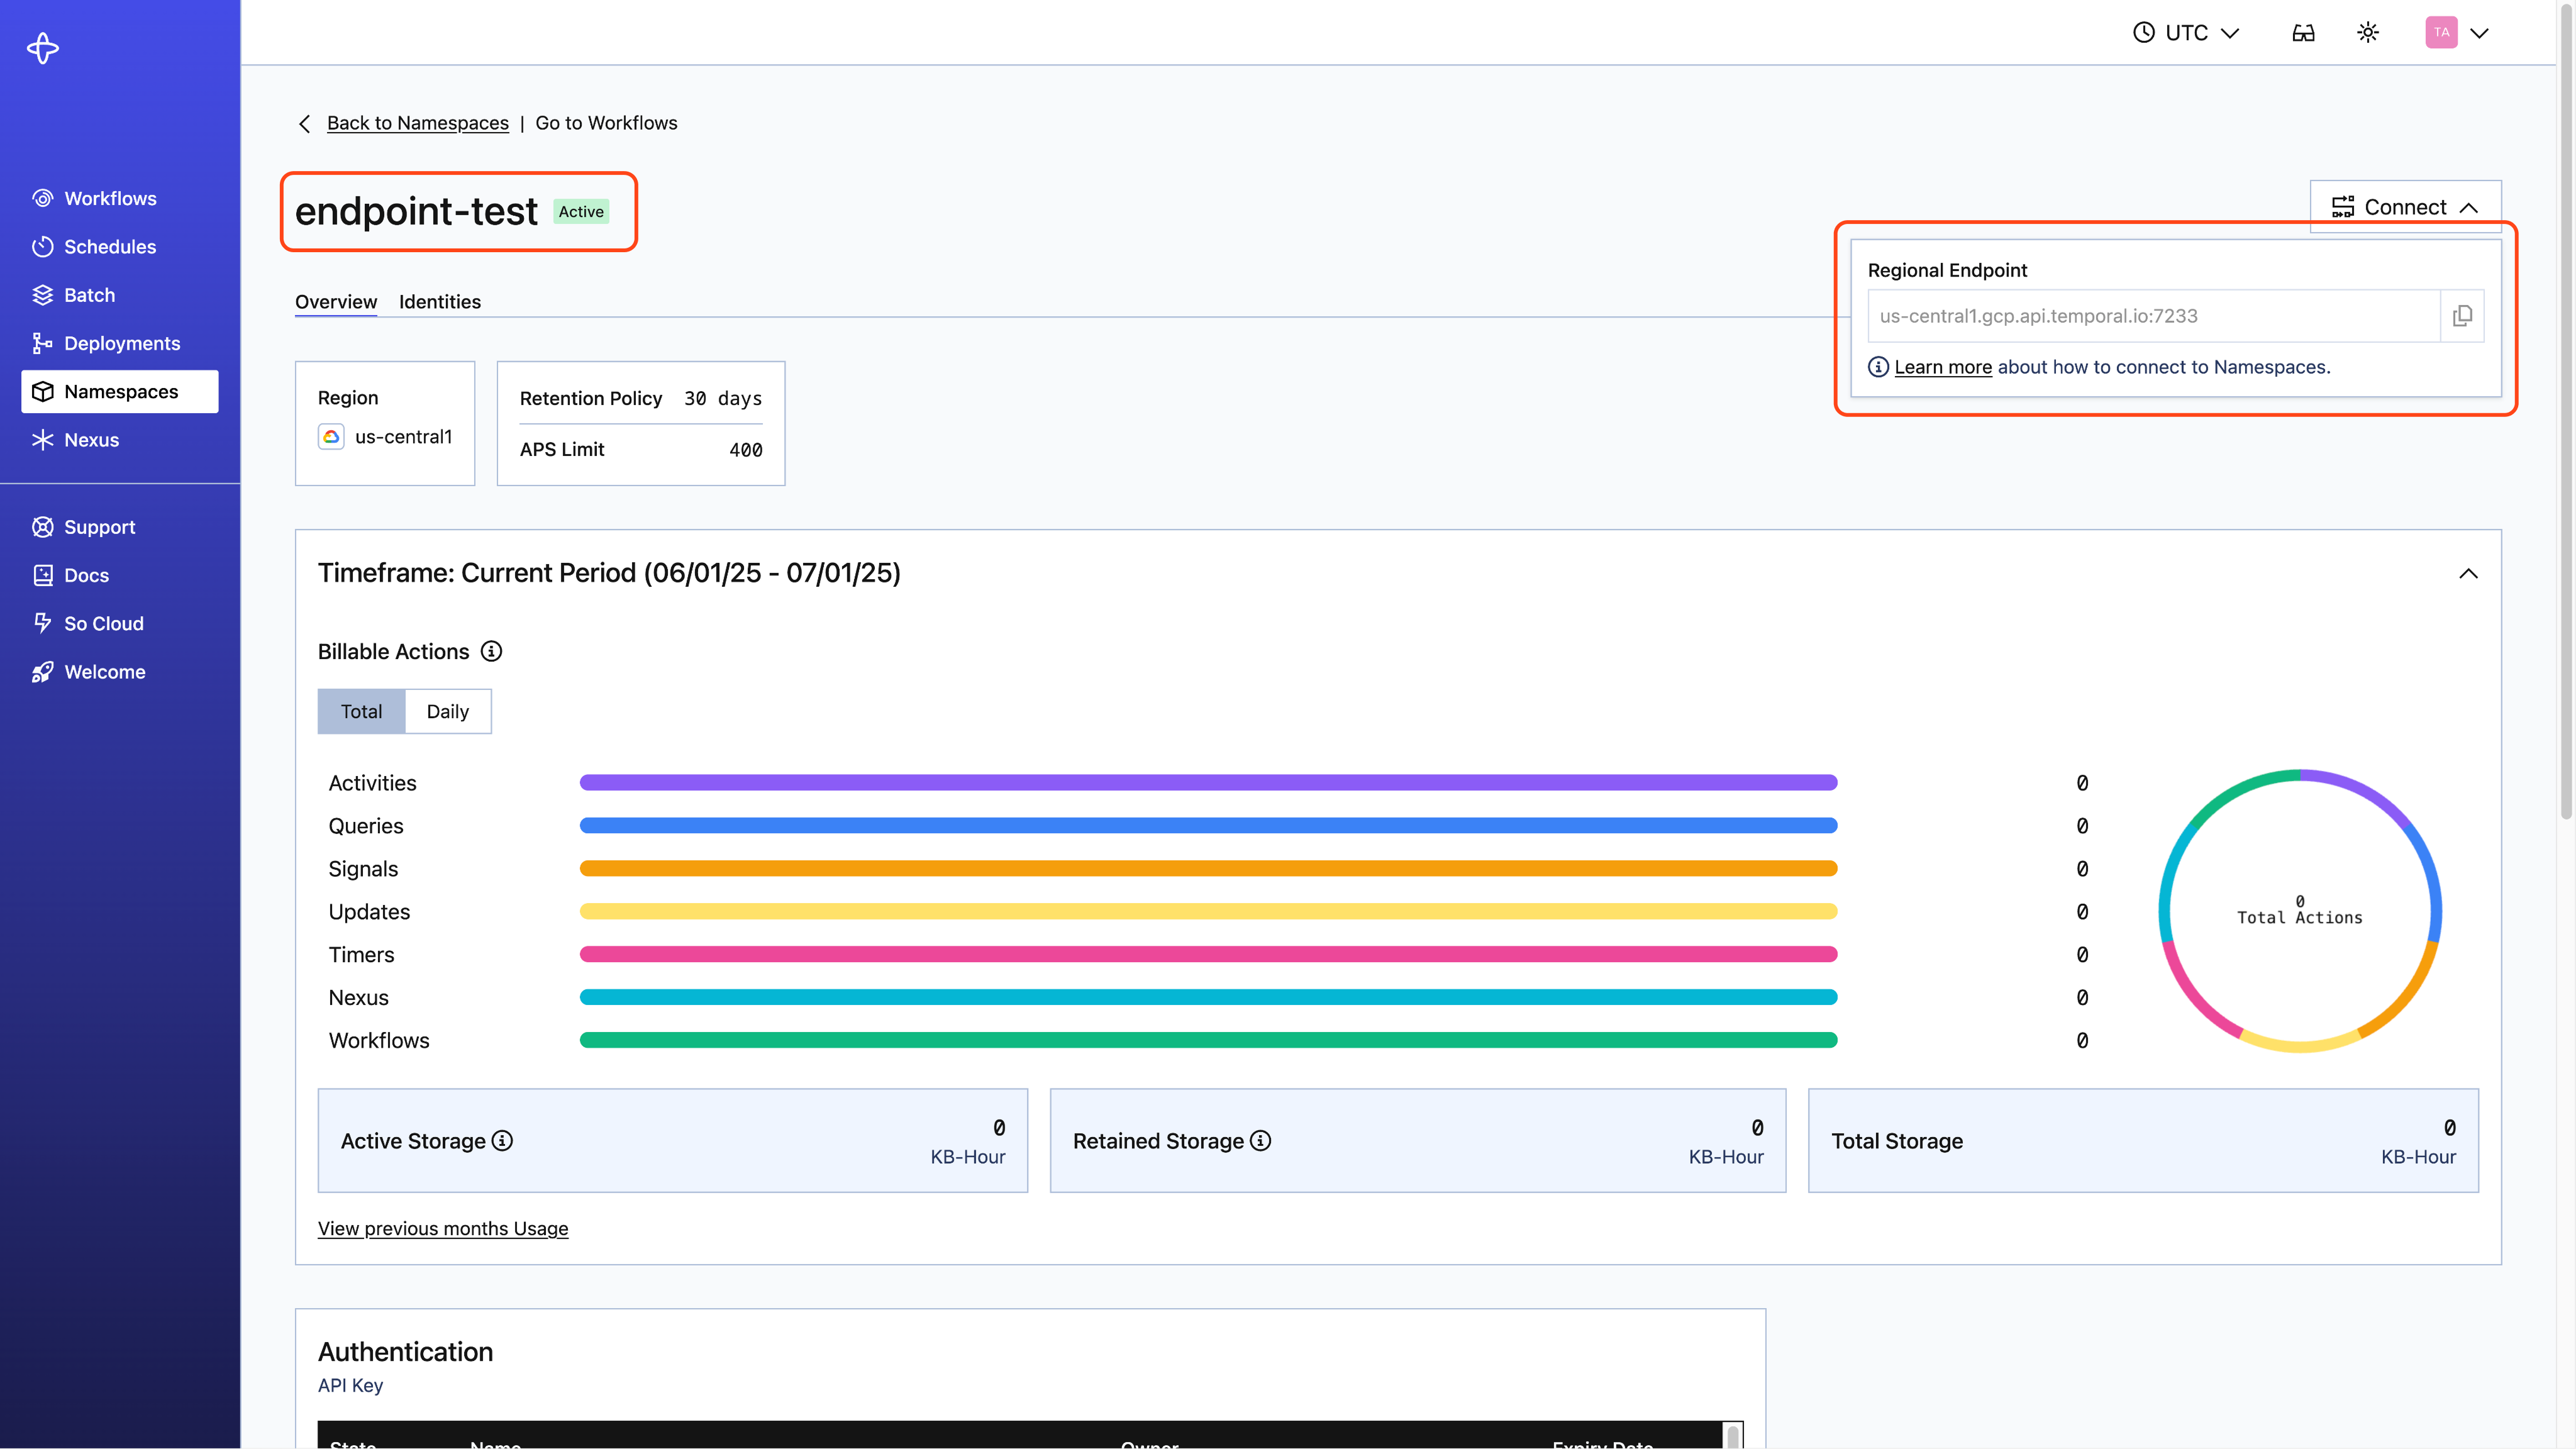 UTC
TA
Back to Namespaces | Go to Workflows
endpoint-test Active
Connect
Regional Endpoint
us-central1.gcp.api.temporal.io:7233
Learn more about how to connect to Namespaces.
Workflows
Schedules
Batch
Deployments
Namespaces
Nexus
Support
Docs
So Cloud
Welcome
Overview Identities
Region
us-central1
Retention Policy 30 days
APS Limit 400
Timeframe: Current Period (06/01/25 - 07/01/25)
Billable Actions
Total Daily
Activities 0
Queries 0
Signals 0
Updates 0
Timers 0
Nexus 0
Workflows 0
0
Total Actions
Active Storage 0 KB-Hour
Retained Storage 0 KB-Hour
Total Storage 0 KB-Hour
View previous months Usage
Authentication
API Key
State Name Owner Expiry Date